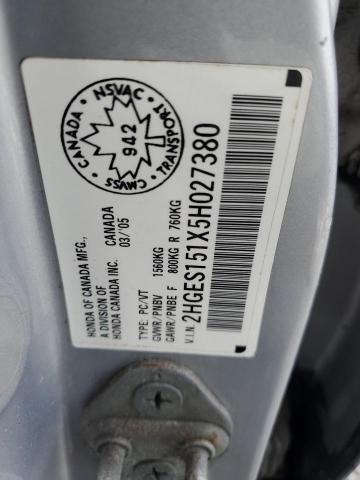 HONDA OF CANADA MFG., CANADA
A DIVISION OF 03/'05
HONDA CANADA INC.
TYPE: PC/VT
GVWR/PNBV 1560KG
GAWR/PNBE F 800KG R 760KG
V.I.N. 2HGES151X5H027380
CANADA
NSVAC
942
CMVSS
TRANSPORT